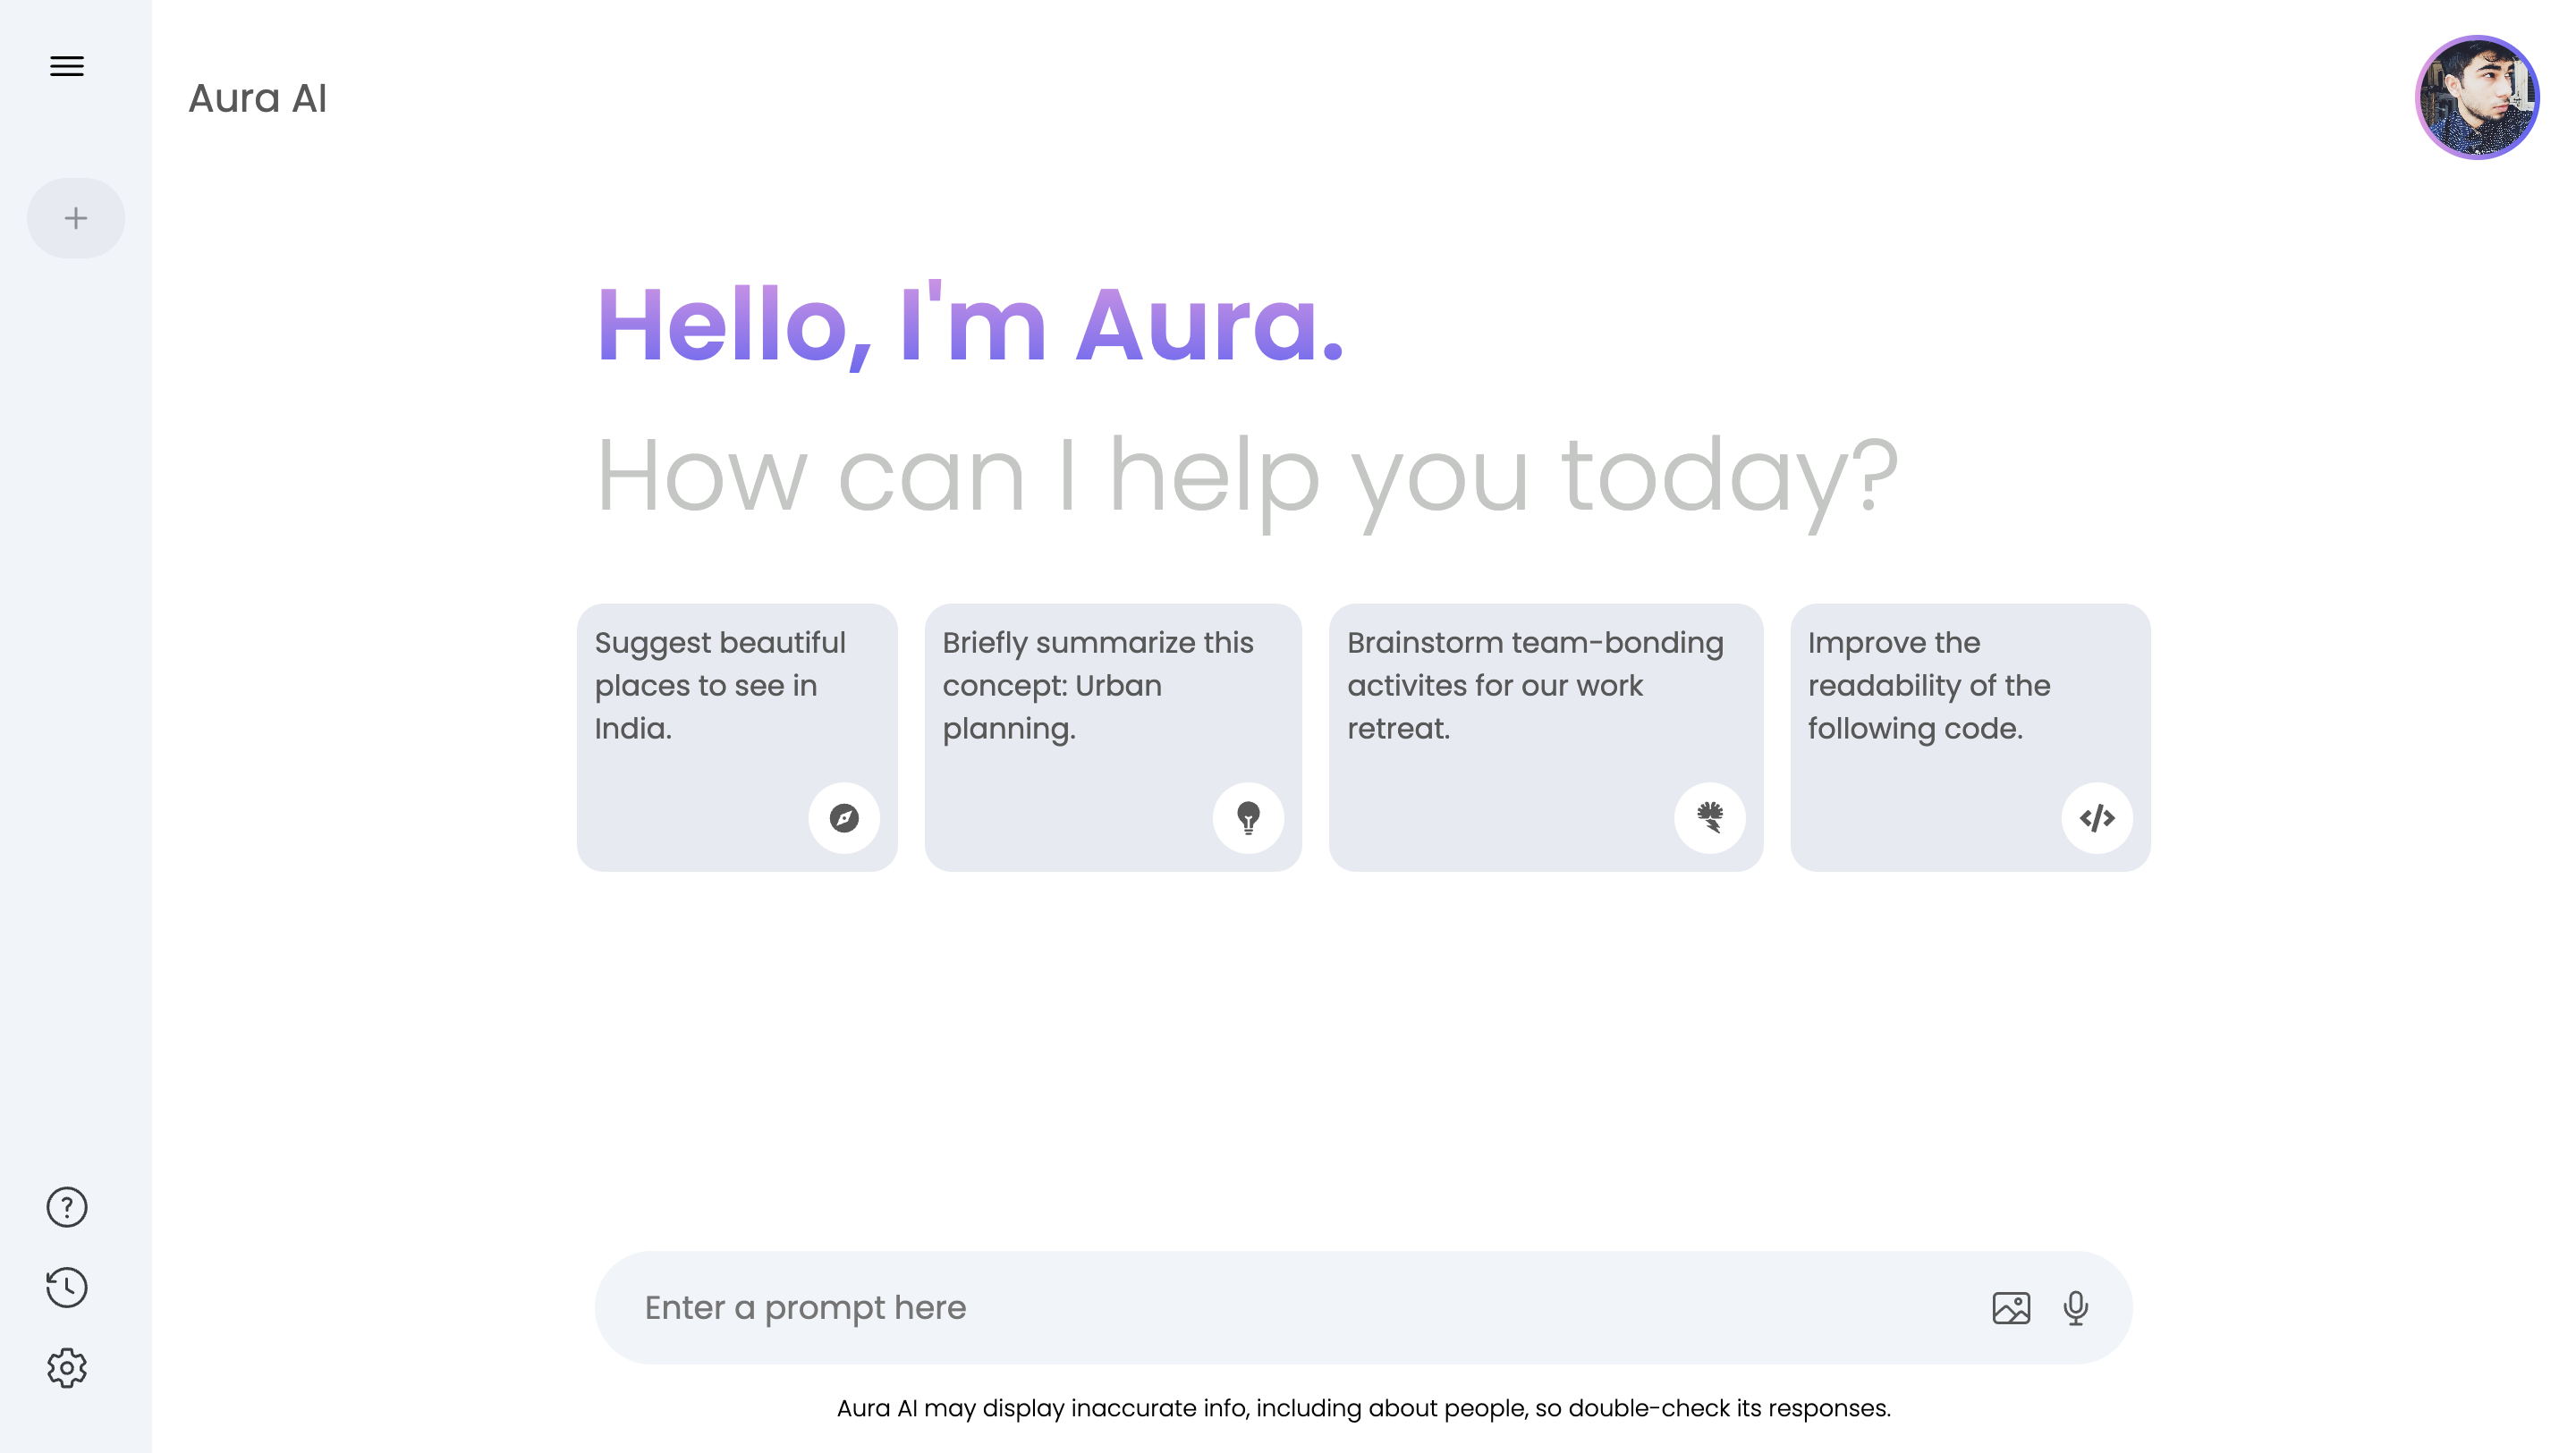 Aura AI
Hello, I'm Aura.
How can I help you today?
Suggest beautiful
places to see in
India.
Briefly summarize this
concept: Urban
planning.
Brainstorm team-bonding
activites for our work
retreat.
Improve the
readability of the
following code.
Enter a prompt here
Aura AI may display inaccurate info, including about people, so double-check its responses.